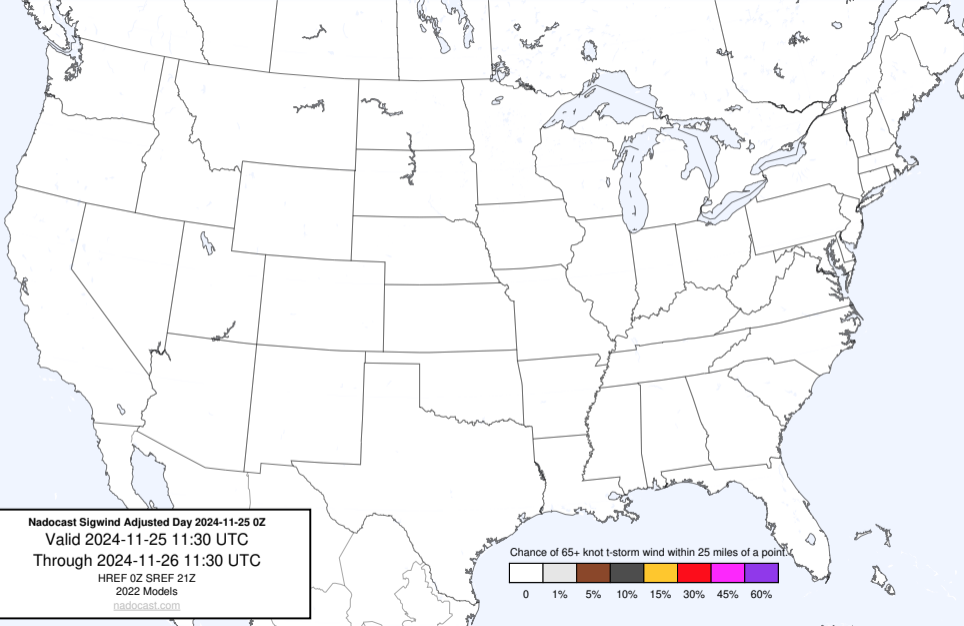 Nadocast Sigwind Adjusted Day 2024-11-25 0Z
Valid 2024-11-25 11:30 UTC
Through 2024-11-26 11:30 UTC
HREF 0Z SREF 21Z
2022 Models
nadocast.com
Chance of 65+ knot t-storm wind within 25 miles of a point.
0 1% 5% 10% 15% 30% 45% 60%